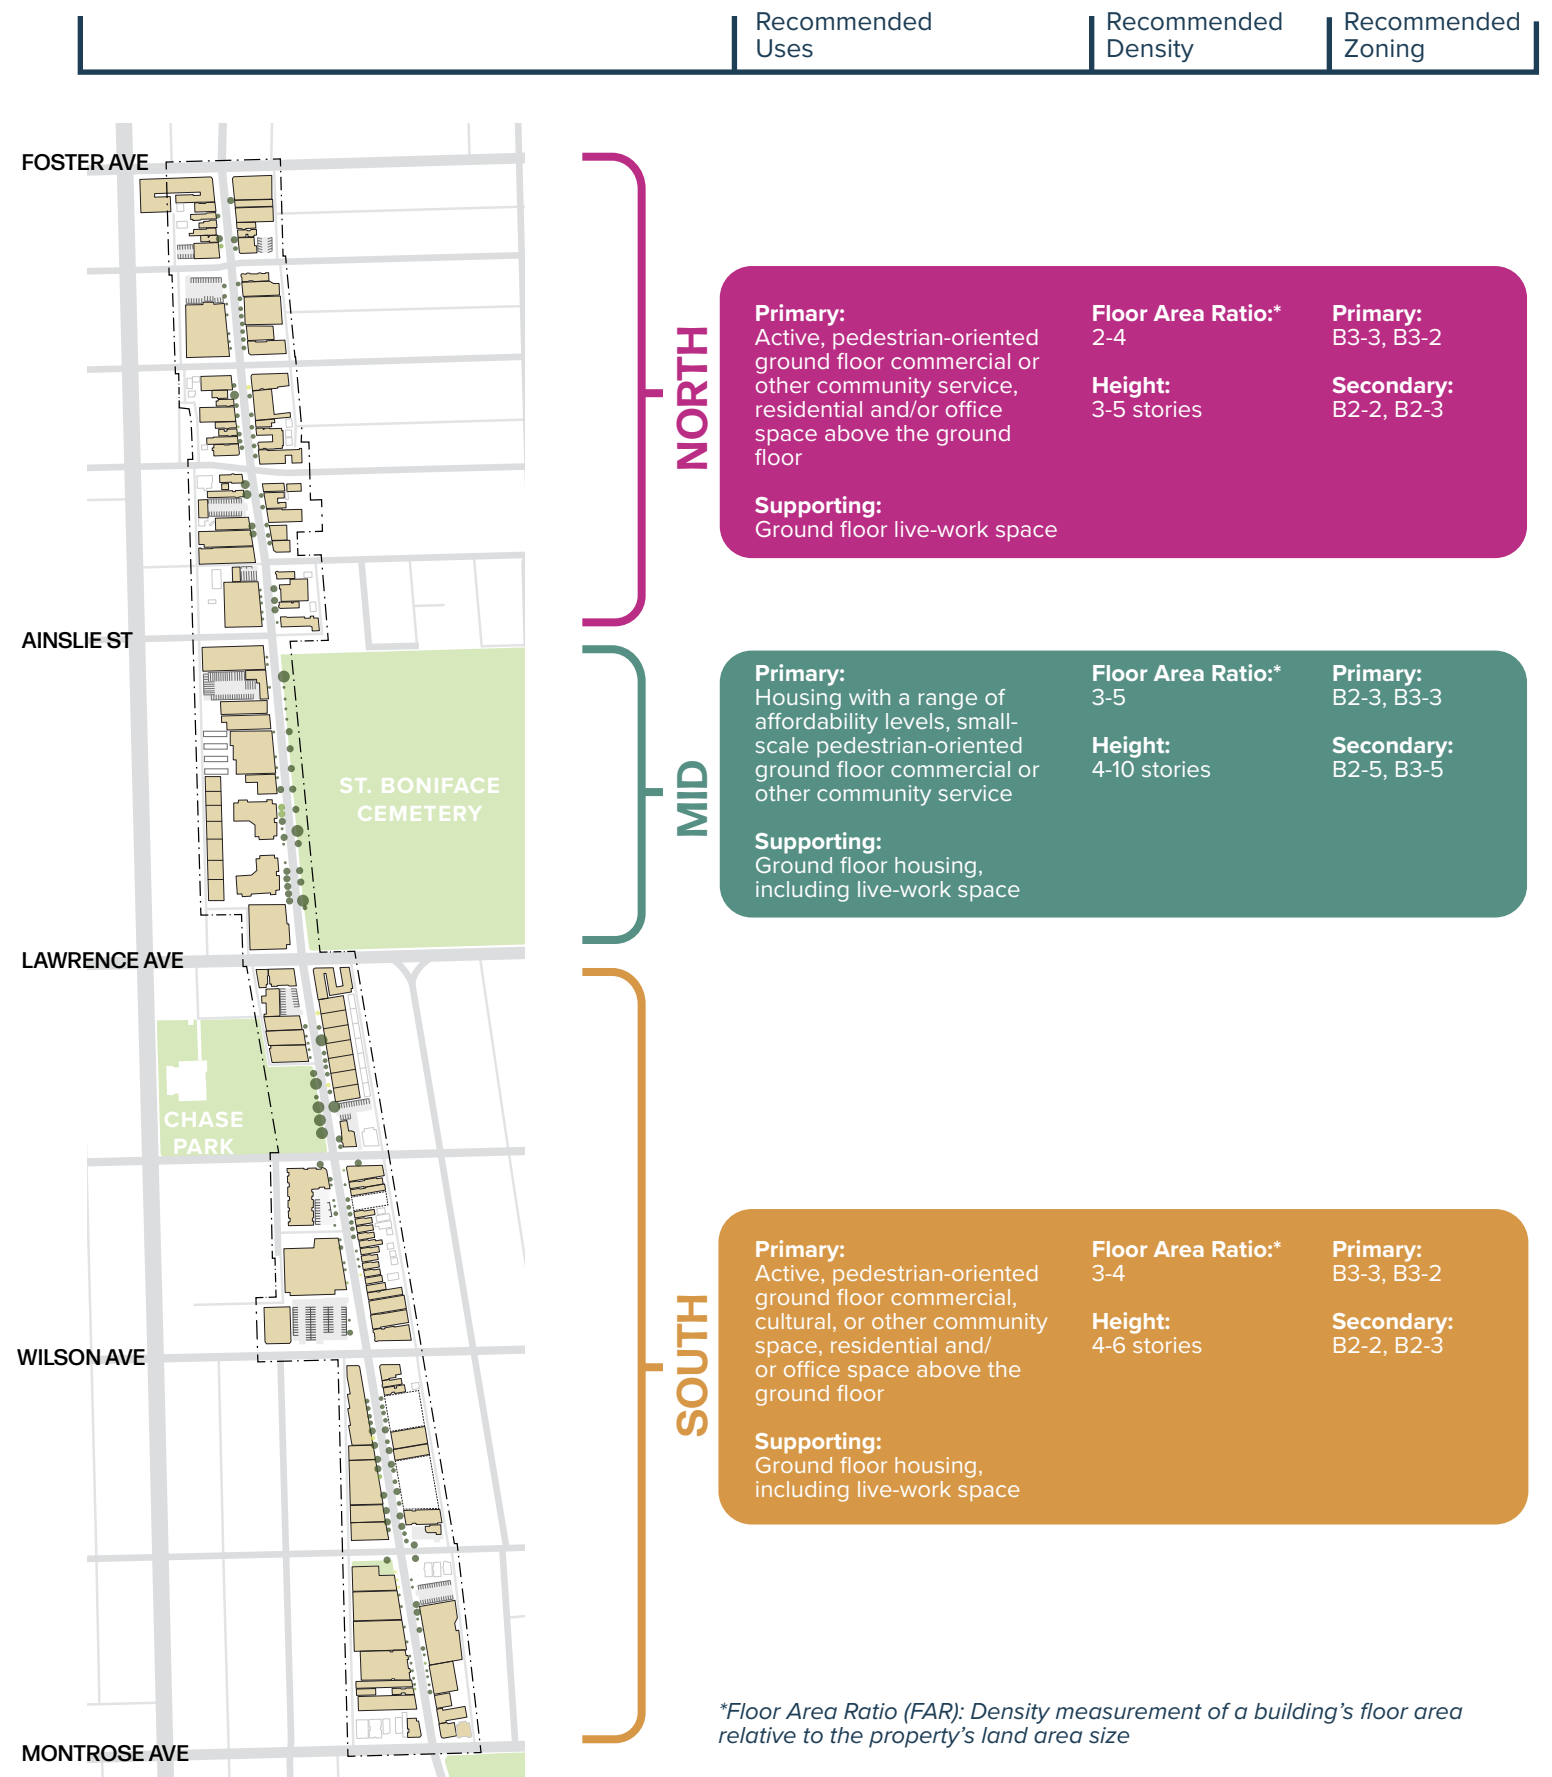 Recommended
Uses
Recommended
Density
Recommended
Zoning
FOSTER AVE
AINSLIE ST
LAWRENCE AVE
WILSON AVE
MONTROSE AVE
ST. BONIFACE
CEMETERY
CHASE
PARK
NORTH
Primary:
Active, pedestrian-oriented
ground floor commercial or
other community service,
residential and/or office
space above the ground
floor
Supporting:
Ground floor live-work space
Floor Area Ratio:*
2-4
Height:
3-5 stories
Primary:
B3-3, B3-2
Secondary:
B2-2, B2-3
MID
Primary:
Housing with a range of
affordability levels, small-
scale pedestrian-oriented
ground floor commercial or
other community service
Supporting:
Ground floor housing,
including live-work space
Floor Area Ratio:*
3-5
Height:
4-10 stories
Primary:
B2-3, B3-3
Secondary:
B2-5, B3-5
SOUTH
Primary:
Active, pedestrian-oriented
ground floor commercial,
cultural, or other community
space, residential and/
or office space above the
ground floor
Supporting:
Ground floor housing,
including live-work space
Floor Area Ratio:*
3-4
Height:
4-6 stories
Primary:
B3-3, B3-2
Secondary:
B2-2, B2-3
*Floor Area Ratio (FAR): Density measurement of a building's floor area
relative to the property's land area size